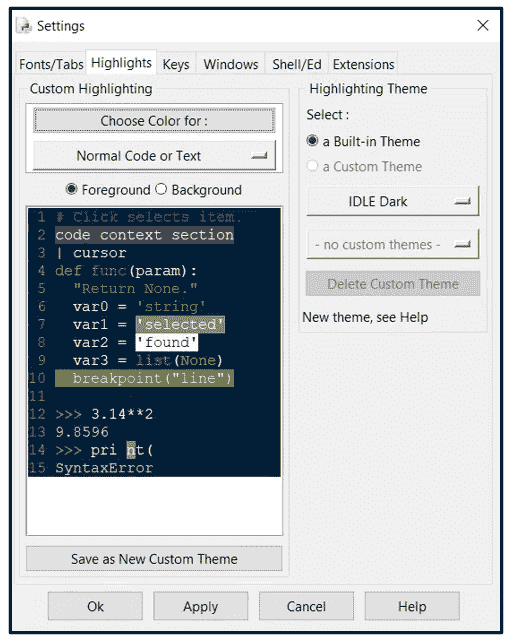 Settings
Fonts/Tabs Highlights Keys Windows Shell/Ed Extensions
Custom Highlighting
Choose Color for :
Normal Code or Text
Foreground Background
1 # Click selects item.
2 code context section
3 | cursor
4 def func(param):
5 "Return None."
6 var0 = 'string'
7 var1 = 'selected'
8 var2 = 'found'
9 var3 = list(None)
10 breakpoint("line")
11
12 >>> 3.14**2
13 9.8596
14 >>> pri nt(
15 SyntaxError
Save as New Custom Theme
Highlighting Theme
Select :
a Built-in Theme
a Custom Theme
IDLE Dark
- no custom themes -
Delete Custom Theme
New theme, see Help
Ok Apply Cancel Help